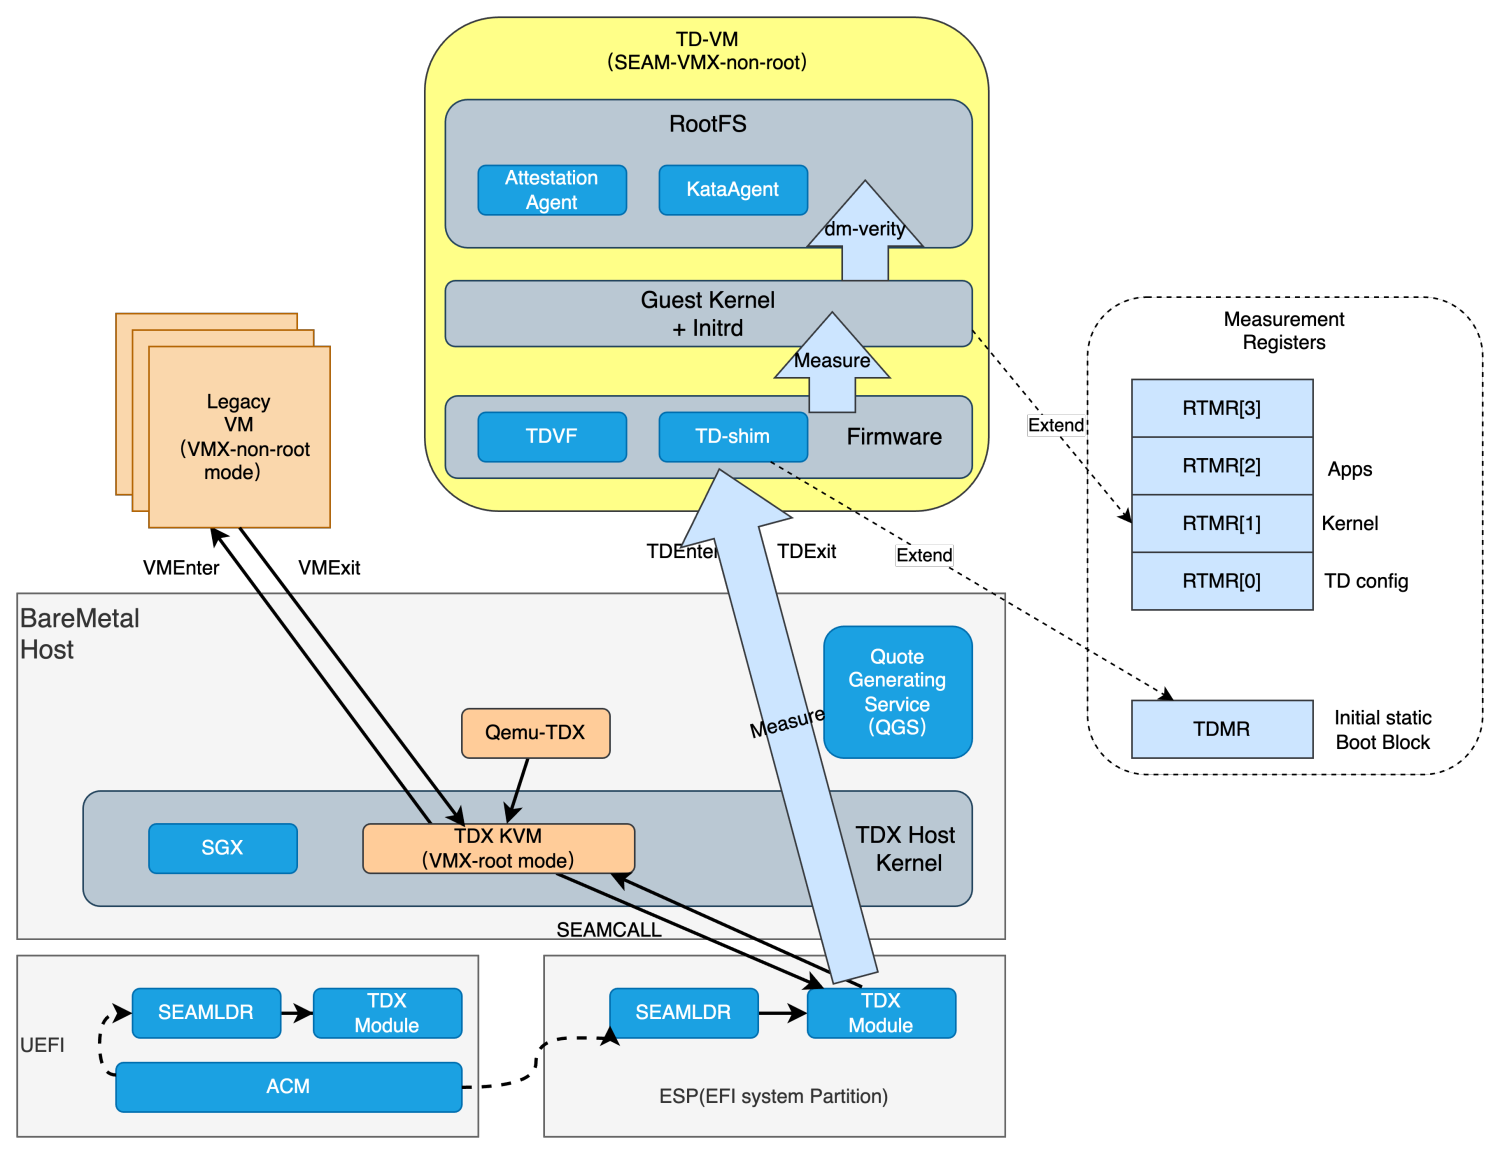 TD-VM
(SEAM-VMX-non-root)
RootFS
Attestation
Agent
KataAgent
dm-verity
Guest Kernel
+ Initrd
Measure
TDVF
TD-shim
Firmware
Legacy
VM
(VMX-non-root
mode)
VMEnter
VMExit
TDEnter
TDExit
Extend
Extend
Measurement
Registers
RTMR[3]
RTMR[2]
Apps
RTMR[1]
Kernel
RTMR[0]
TD config
TDMR
Initial static
Boot Block
BareMetal
Host
Quote
Generating
Service
(QGS)
Measure
Qemu-TDX
SGX
TDX KVM
(VMX-root mode)
TDX Host
Kernel
SEAMCALL
UEFI
SEAMLDR
TDX
Module
ACM
SEAMLDR
TDX
Module
ESP(EFI system Partition)